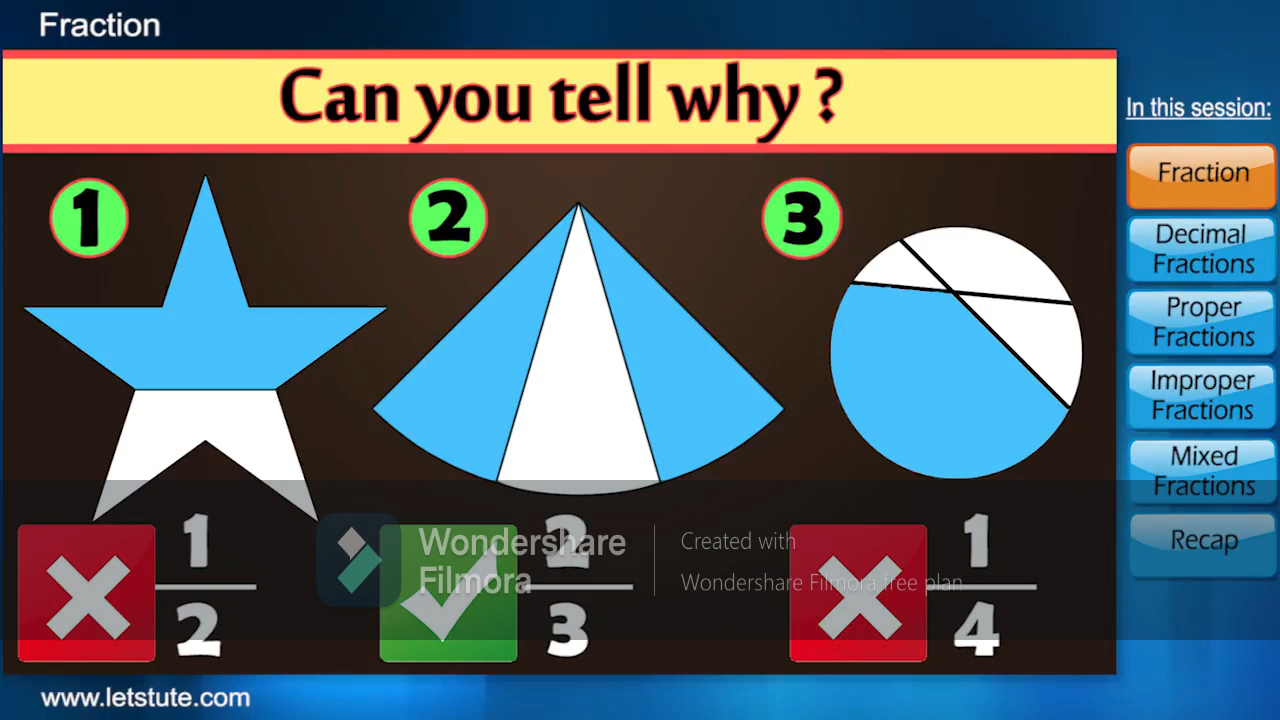 Fraction
Can you tell why ?
In this session:
Fraction
Decimal
Fractions
Proper
Fractions
Improper
Fractions
Mixed
Fractions
Recap
1
2
3
1
2
2
3
1
4
Wondershare
Filmora
Created with
Wondershare Filmora free plan
www.letstute.com